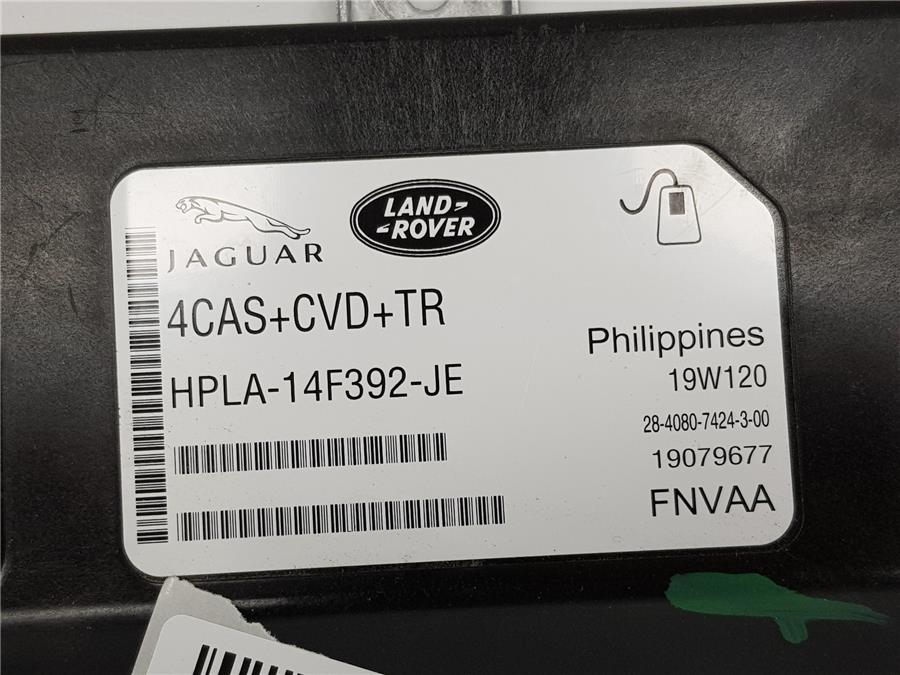 JAGUAR
LAND-
-ROVER
4CAS+CVD+TR
HPLA-14F392-JE
Philippines
19W120
28-4080-7424-3-00
19079677
FNVAA